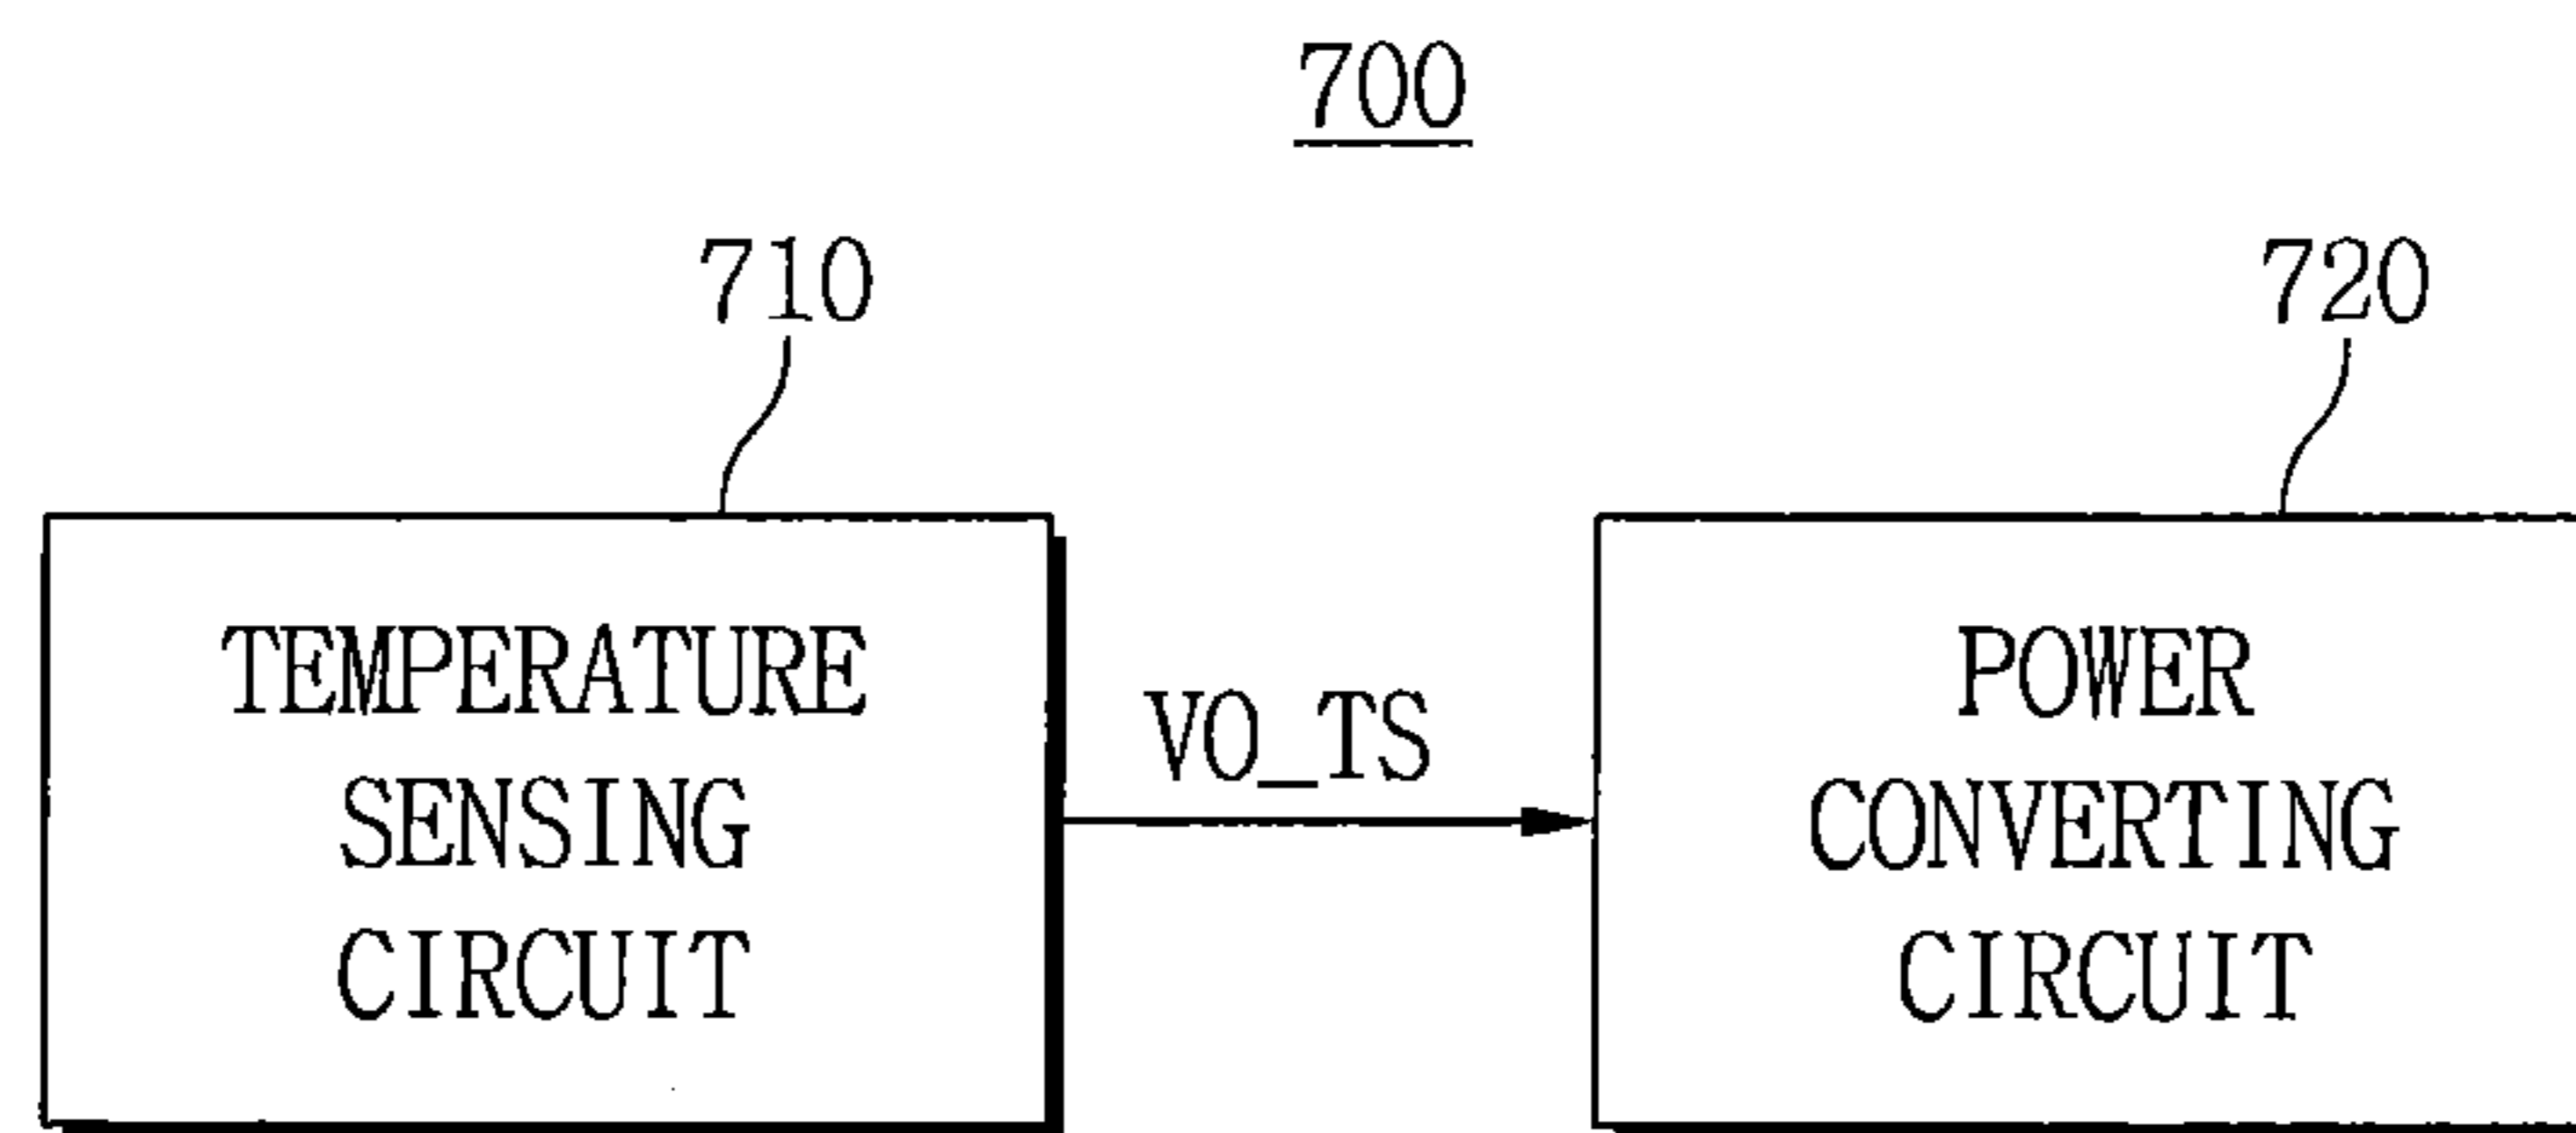 700
710
720
TEMPERATURE
SENSING
CIRCUIT
VO_TS
POWER
CONVERTING
CIRCUIT